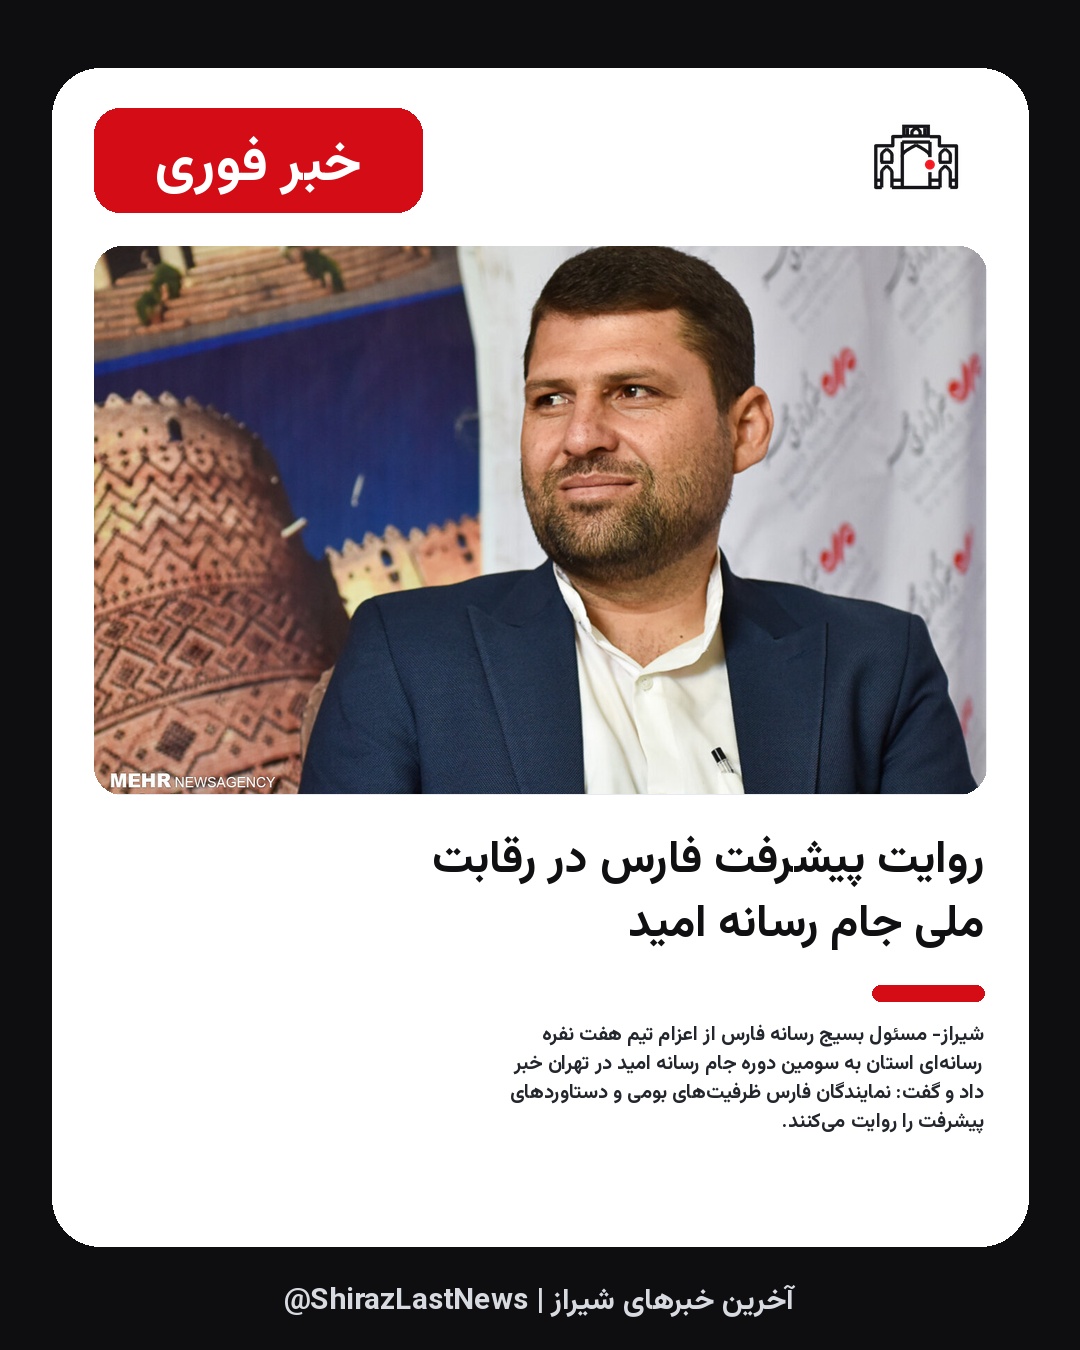 خبر فوری
MEHR NEWSAGENCY
روایت پیشرفت فارس در رقابت
ملی جام رسانه امید
شیراز- مسئول بسیج رسانه فارس از اعزام تیم هفت نفره
رسانه‌ای استان به سومین دوره جام رسانه امید در تهران خبر
داد و گفت: نمایندگان فارس ظرفیت‌های بومی و دستاوردهای
پیشرفت را روایت می‌کنند.
آخرین خبرهای شیراز | @ShirazLastNews